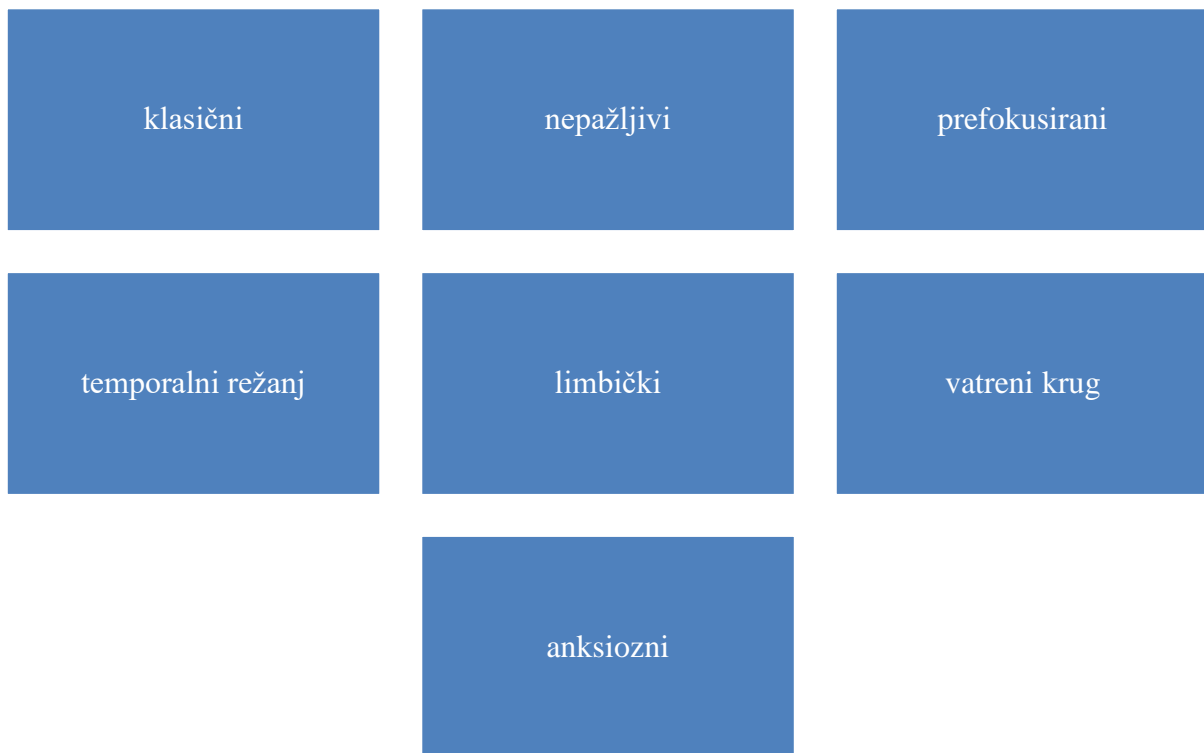 klasični
nepažljivi
prefokusirani
temporalni režanj
limbički
vatreni krug
anksiozni